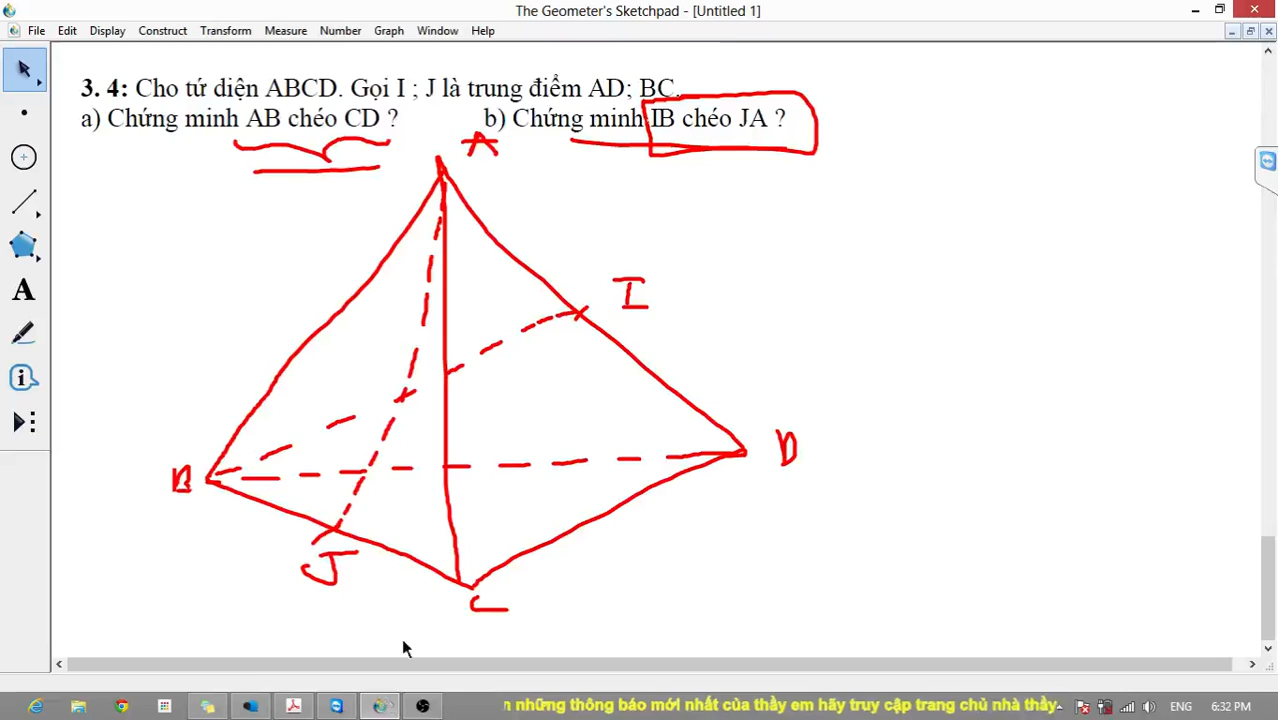 The Geometer's Sketchpad - [Untitled 1]
File Edit Display Construct Transform Measure Number Graph Window Help
3. 4: Cho tứ diện ABCD. Gọi I ; J là trung điểm AD; BC.
a) Chứng minh AB chéo CD ? b) Chứng minh IB chéo JA ?
A
I
B
D
J
C
A
n những thông báo mới nhất của thầy em hãy truy cập trang chủ nhà thầy
ENG 6:32 PM